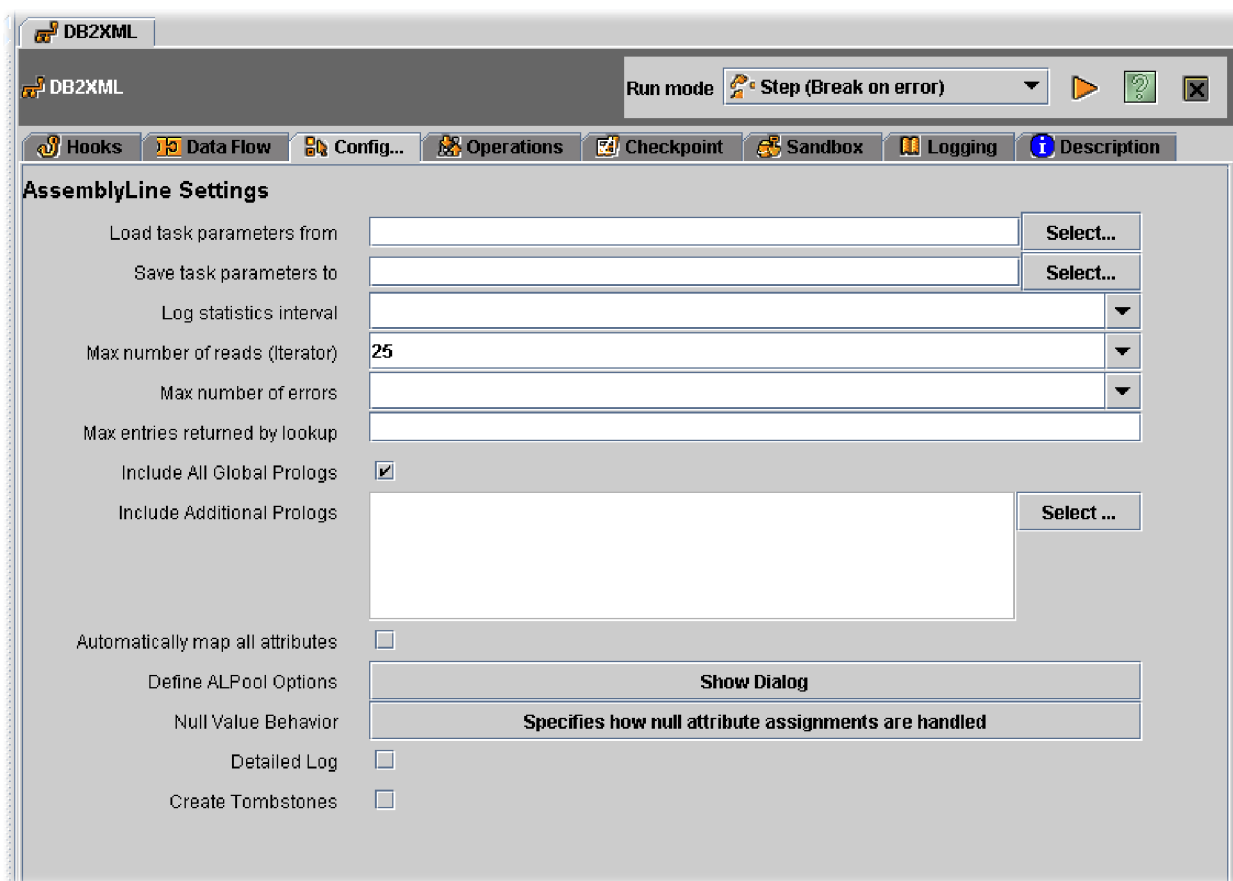 DB2XML
DB2XML
Run mode Step (Break on error)
Hooks Data Flow Config... Operations Checkpoint Sandbox Logging Description
AssemblyLine Settings
Load task parameters from Select...
Save task parameters to Select...
Log statistics interval
Max number of reads (Iterator) 25
Max number of errors
Max entries returned by lookup
Include All Global Prologs
Include Additional Prologs Select ...
Automatically map all attributes
Define ALPool Options Show Dialog
Null Value Behavior Specifies how null attribute assignments are handled
Detailed Log
Create Tombstones